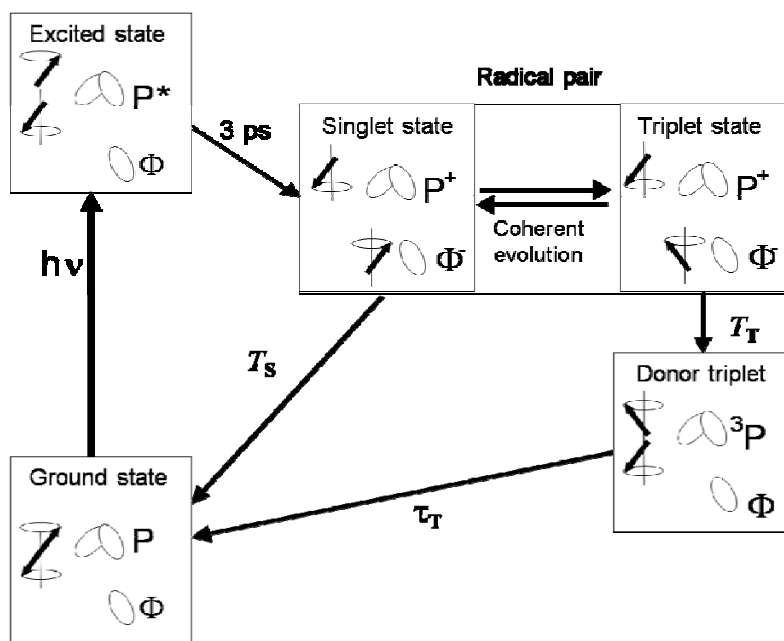 Excited state
P*
Φ
3 ps
Radical pair
Singlet state
P+
Φ-
Coherent
evolution
Triplet state
P+
Φ-
hν
TS
TT
Donor triplet
3P
Φ
τT
Ground state
P
Φ